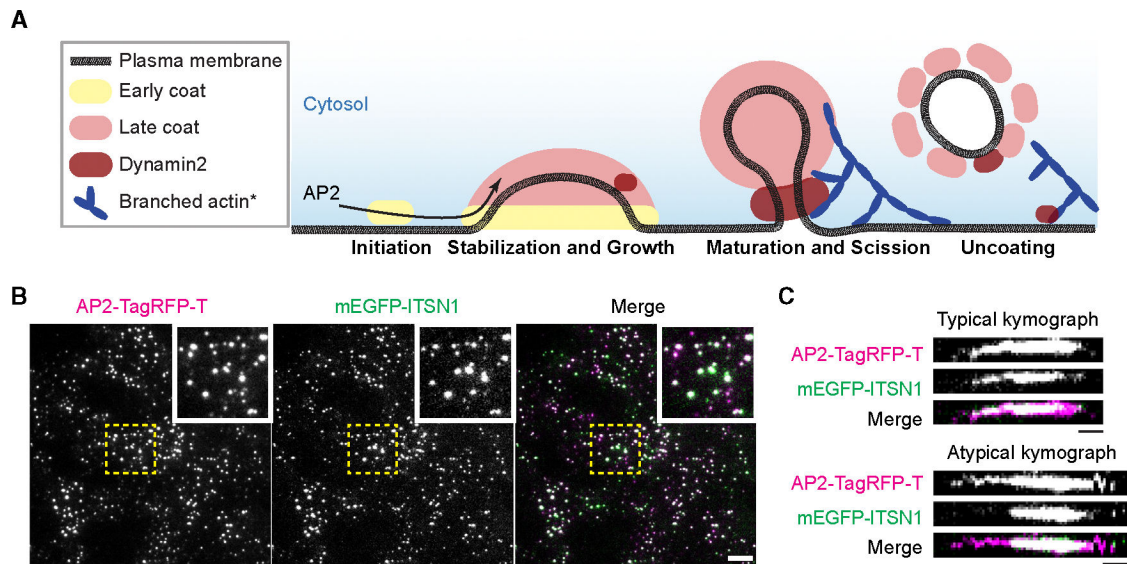 A
Plasma membrane
Early coat
Late coat
Dynamin2
Branched actin*
Cytosol
AP2
Initiation
Stabilization and Growth
Maturation and Scission
Uncoating
B
AP2-TagRFP-T
mEGFP-ITSN1
Merge
C
Typical kymograph
AP2-TagRFP-T
mEGFP-ITSN1
Merge
Atypical kymograph
AP2-TagRFP-T
mEGFP-ITSN1
Merge